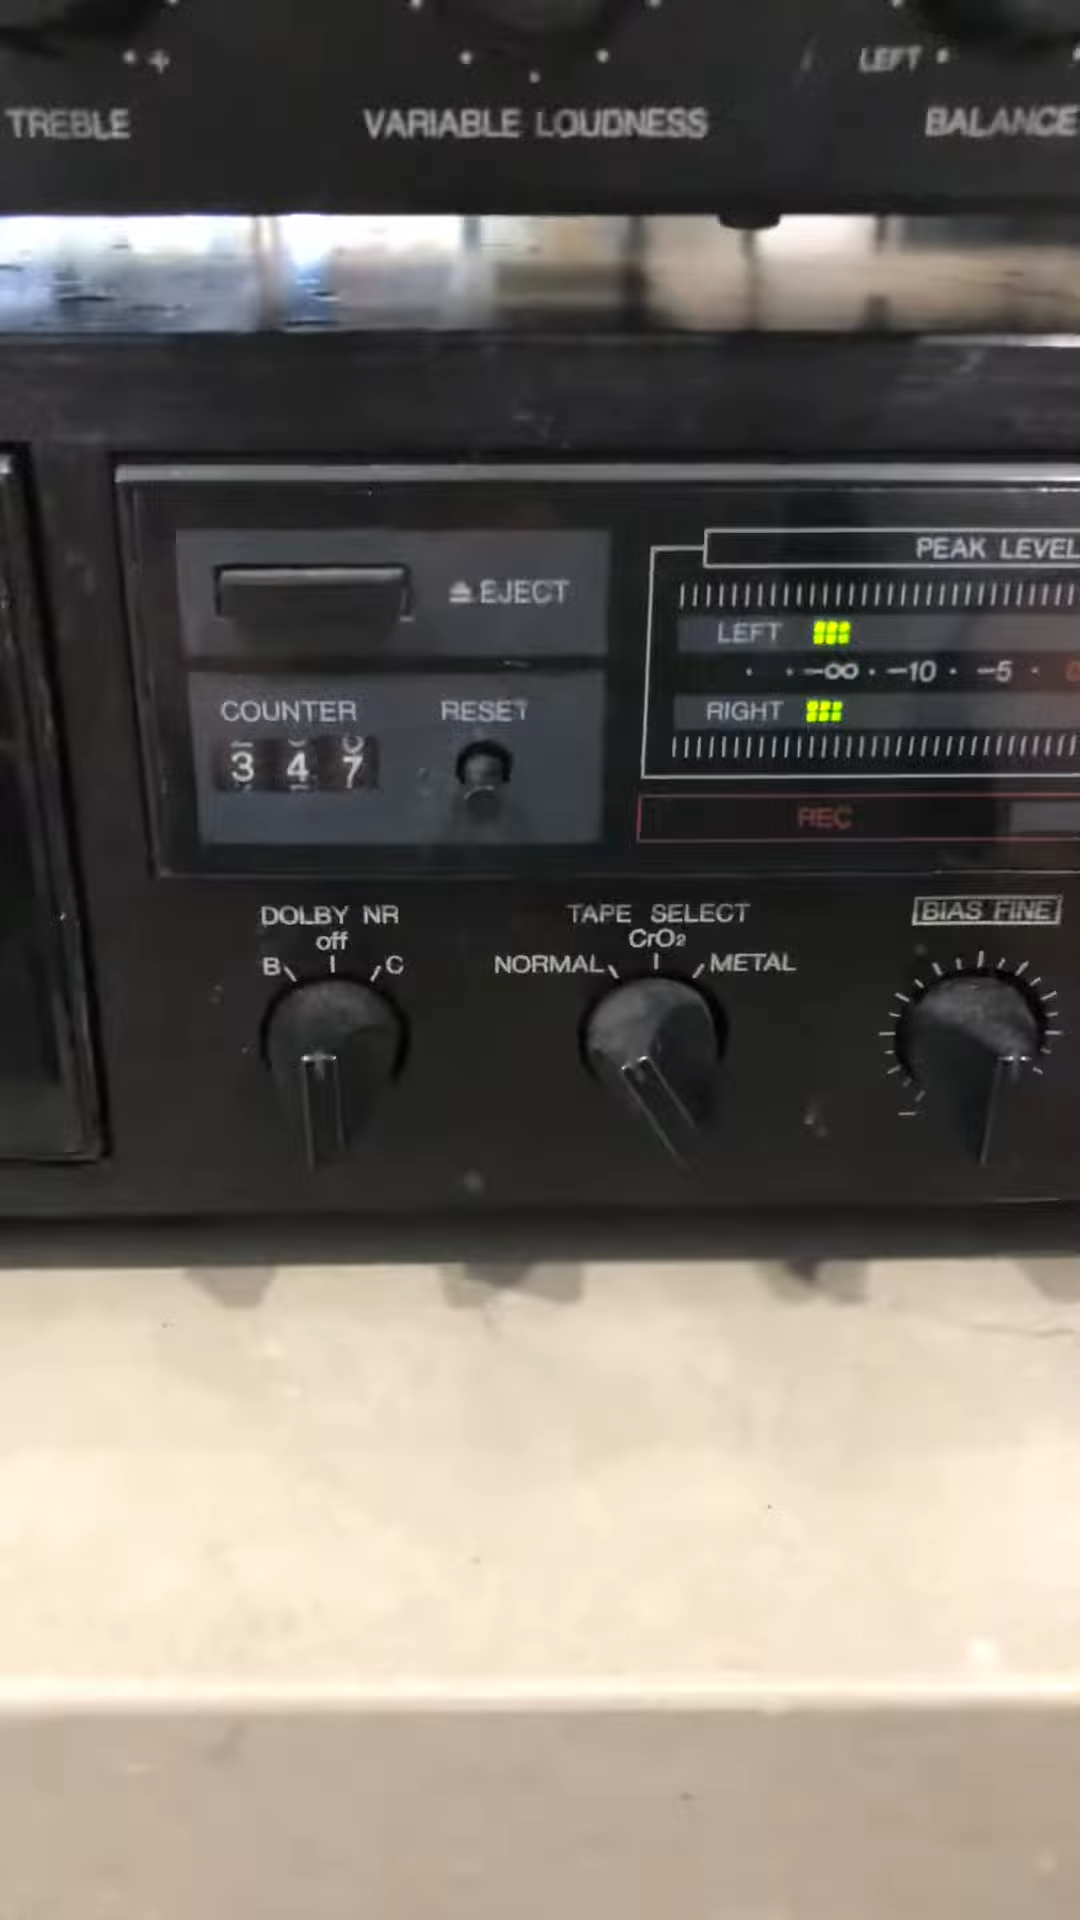 +
LEFT
TREBLE
VARIABLE LOUDNESS
BALANCE
EJECT
PEAK LEVEL
LEFT
-∞ · -10 · -5 ·
RIGHT
COUNTER
RESET
3 4 7
REC
DOLBY NR
off
B
C
TAPE SELECT
CrO₂
NORMAL
METAL
BIAS FINE